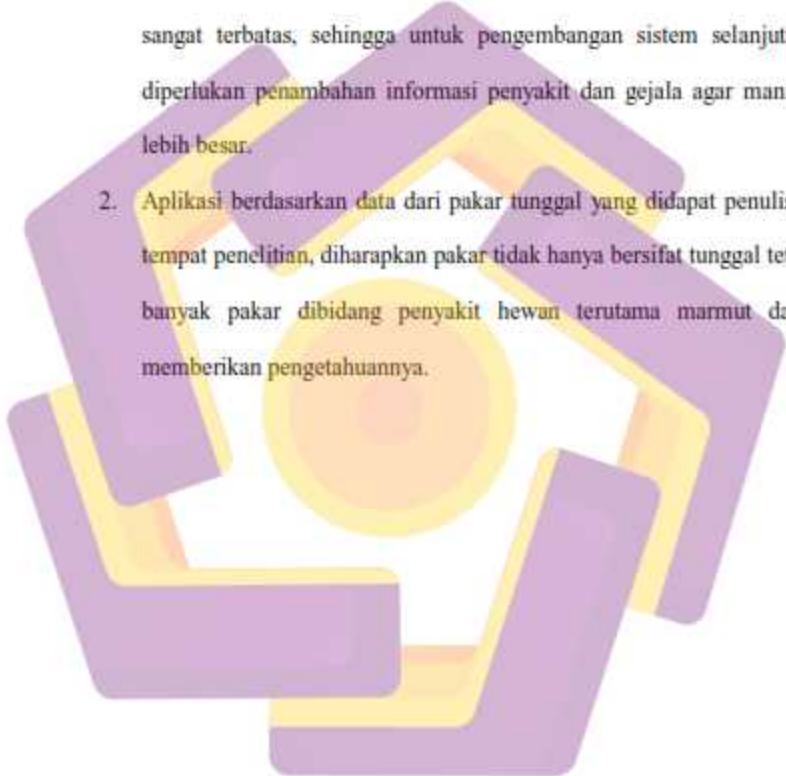 sangat terbatas, sehingga untuk pengembangan sistem selanjut
diperlukan penambahan informasi penyakit dan gejala agar man
lebih besar.
2. Aplikasi berdasarkan data dari pakar tunggal yang didapat penulis
tempat penelitian, diharapkan pakar tidak hanya bersifat tunggal te
banyak pakar dibidang penyakit hewan terutama marmut da
memberikan pengetahuannya.